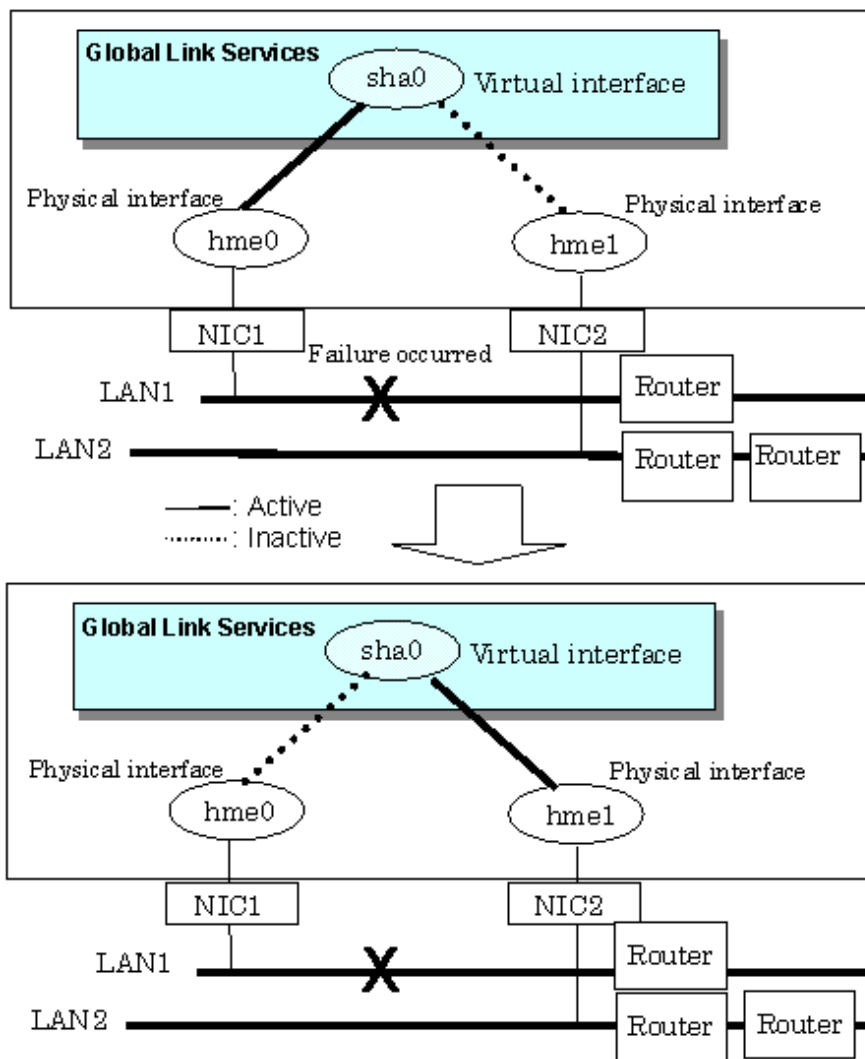 Global Link Services
sha0
Virtual interface
Physical interface
Physical interface
hme0
hme1
NIC1
NIC2
Failure occurred
X
LAN1
Router
LAN2
Router
Router
: Active
: Inactive
Global Link Services
sha0
Virtual interface
Physical interface
Physical interface
hme0
hme1
NIC1
NIC2
LAN1
X
Router
LAN2
Router
Router